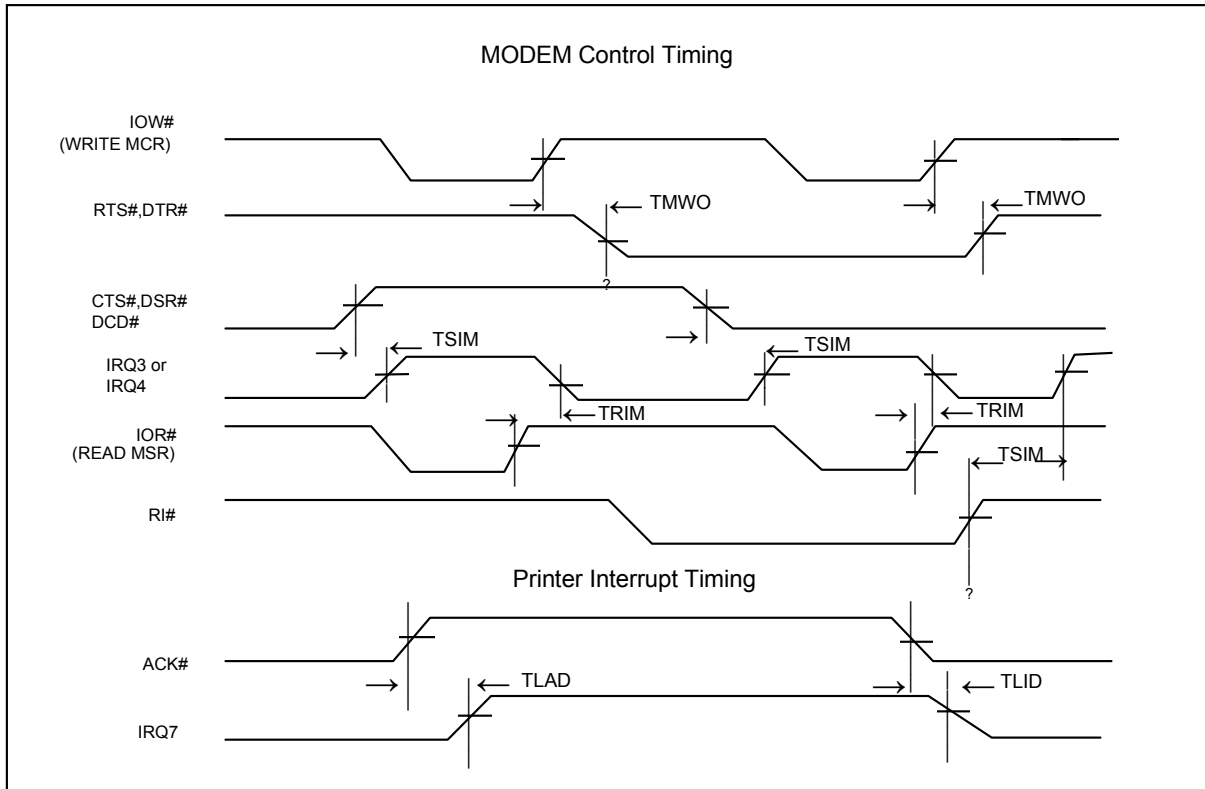 MODEM Control Timing
IOW#
(WRITE MCR)
TMWO
TMWO
RTS#,DTR#
?
CTS#,DSR#
DCD#
TSIM
TSIM
IRQ3 or
IRQ4
TRIM
TRIM
IOR#
(READ MSR)
TSIM
RI#
Printer Interrupt Timing
?
ACK#
TLAD
TLID
IRQ7